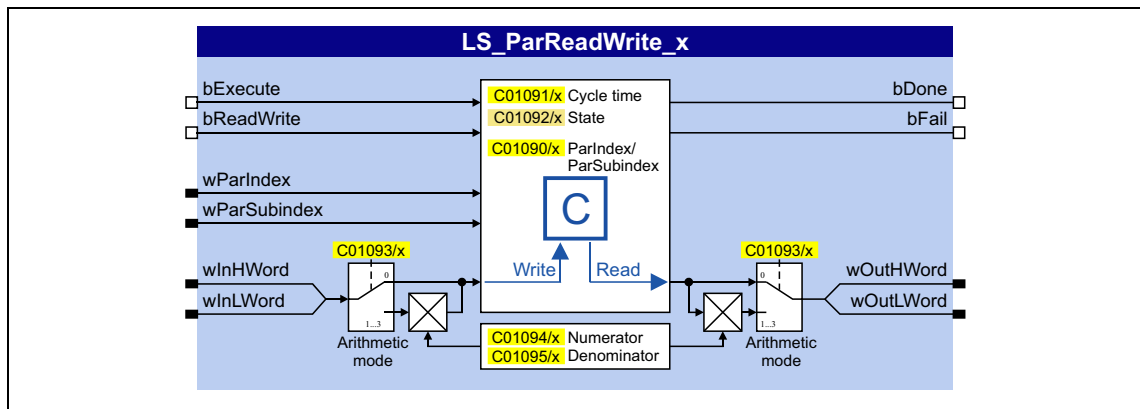 LS_ParReadWrite_x
bExecute
bReadWrite
wParIndex
wParSubindex
wInHWord
wInLWord
C01091/x Cycle time
C01092/x State
C01090/x ParIndex/
ParSubindex
C
Write
Read
C01093/x
0
1...3
Arithmetic
mode
C01094/x Numerator
C01095/x Denominator
C01093/x
0
1...3
Arithmetic
mode
bDone
bFail
wOutHWord
wOutLWord